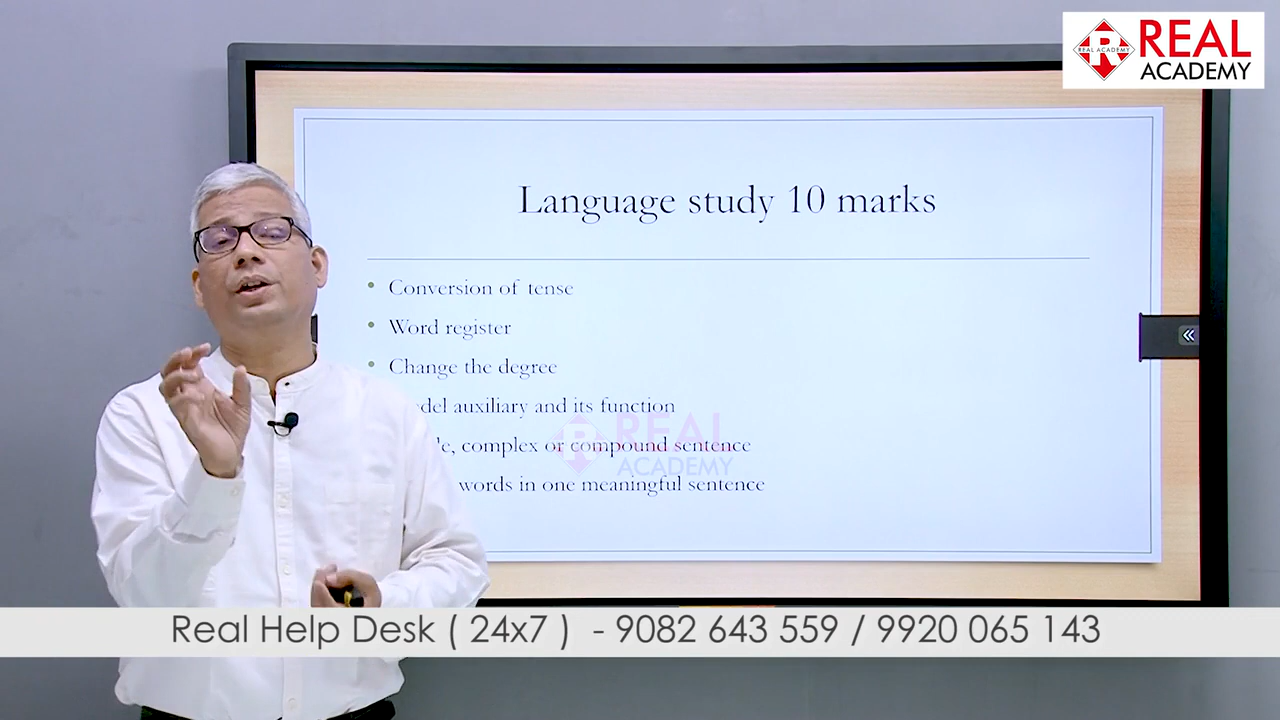 REAL
ACADEMY
REAL ACADEMY
Language study 10 marks
Conversion of tense
Word register
Change the degree
auxiliary and its function
complex or compound sentence
words in one meaningful sentence
REAL
ACADEMY
Real Help Desk ( 24x7 ) - 9082 643 559 / 9920 065 143